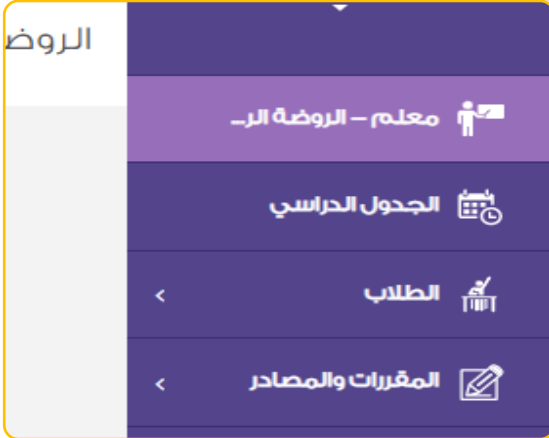 الروض
معلم – الروضة الر...
الجدول الدراسي
الطلاب
المقررات والمصادر